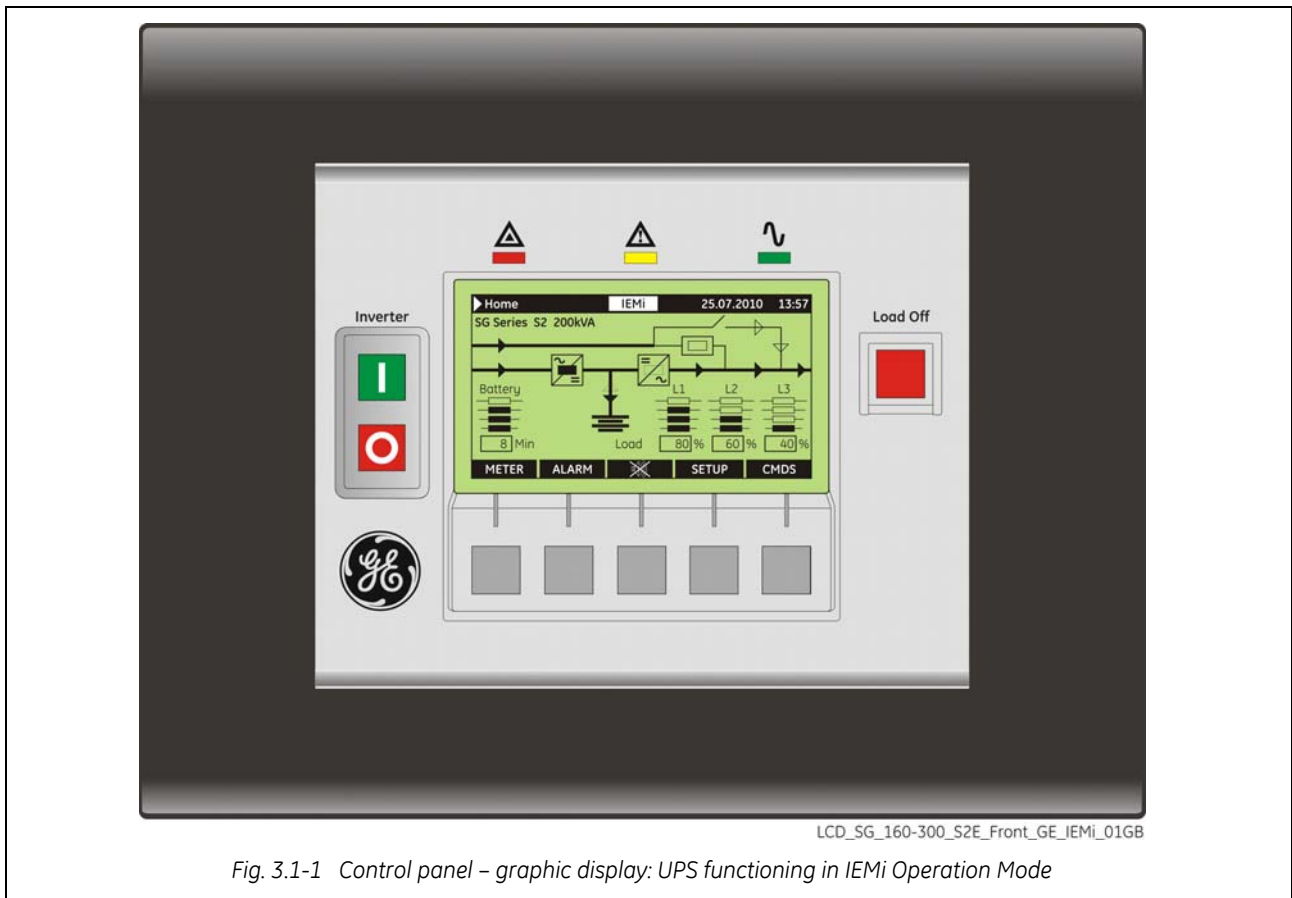 Inverter
Load Off
Home IEMi 25.07.2010 13:57
SG Series S2 200kVA
Battery L1 L2 L3
8 Min Load 80 % 60 % 40 %
METER ALARM SETUP CMDS
GE
LCD_SG_160-300_S2E_Front_GE_IEMi_01GB
Fig. 3.1-1 Control panel – graphic display: UPS functioning in IEMi Operation Mode